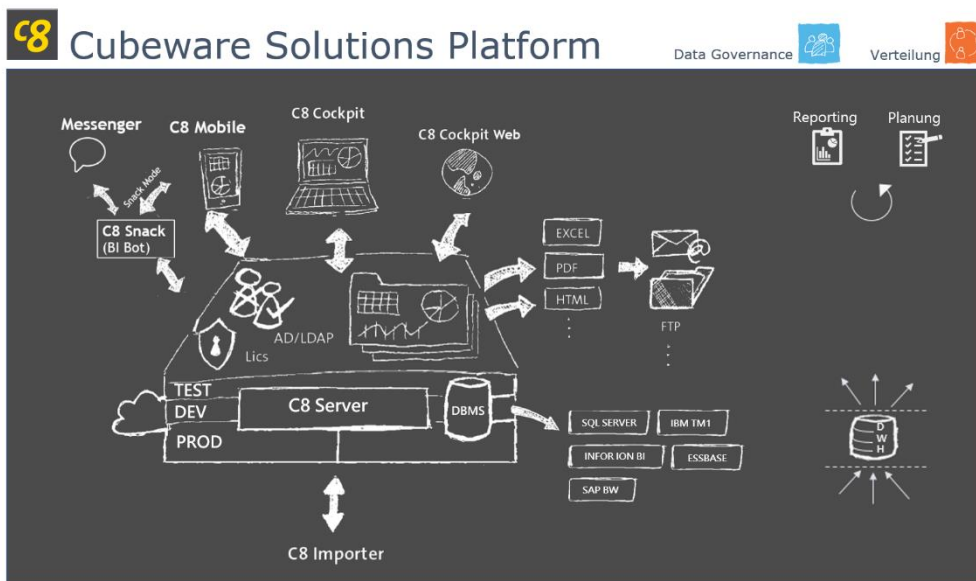 C8 Cubeware Solutions Platform
Data Governance
Verteilung
Messenger
C8 Mobile
C8 Cockpit
C8 Cockpit Web
Reporting
Planung
Snack Mode
C8 Snack
(BI Bot)
EXCEL
PDF
HTML
@
FTP
AD/LDAP
Lics
TEST
DEV
PROD
C8 Server
DBMS
SQL SERVER
IBM TM1
INFOR ION BI
ESSBASE
SAP BW
D
W
H
C8 Importer